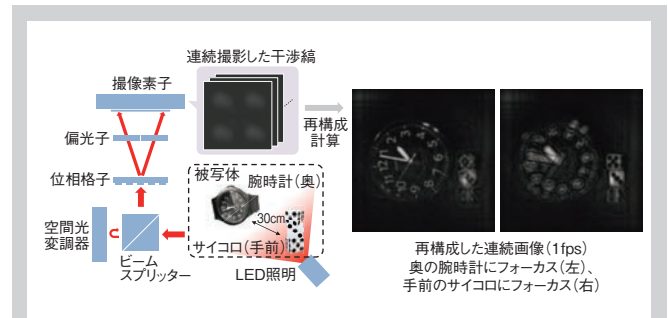 連続撮影した干渉縞
撮像素子
偏光子
位相格子
空間光
変調器
ビーム
スプリッター
再構成
計算
被写体
腕時計(奥)
30cm
サイコロ(手前)
LED照明
再構成した連続画像(1fps)
奥の腕時計にフォーカス(左)、
手前のサイコロにフォーカス(右)